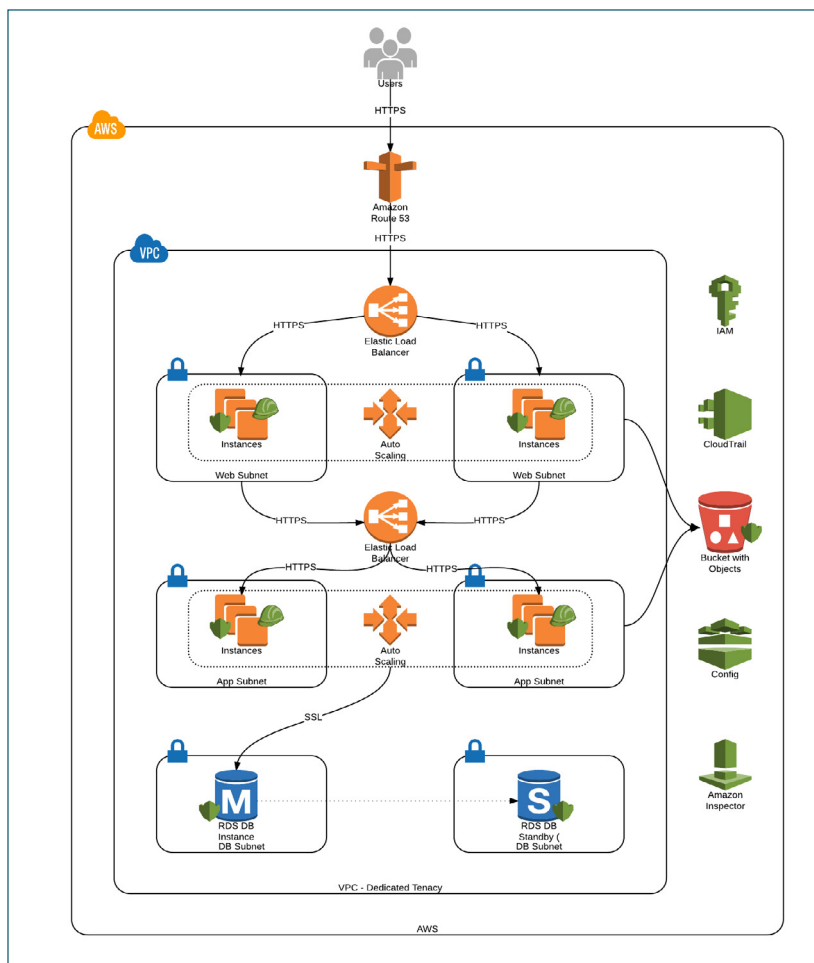 Users
HTTPS
AWS
Amazon
Route 53
HTTPS
VPC
Elastic Load
Balancer
HTTPS
HTTPS
IAM
Instances
Auto
Scaling
Instances
Web Subnet
Web Subnet
CloudTrail
HTTPS
HTTPS
Elastic Load
Balancer
Bucket with
Objects
HTTPS
HTTPS
Instances
Auto
Scaling
Instances
App Subnet
App Subnet
Config
SSL
M
RDS DB
Instance
DB Subnet
S
RDS DB
Standby (
DB Subnet
Amazon
Inspector
VPC - Dedicated Tenacy
AWS